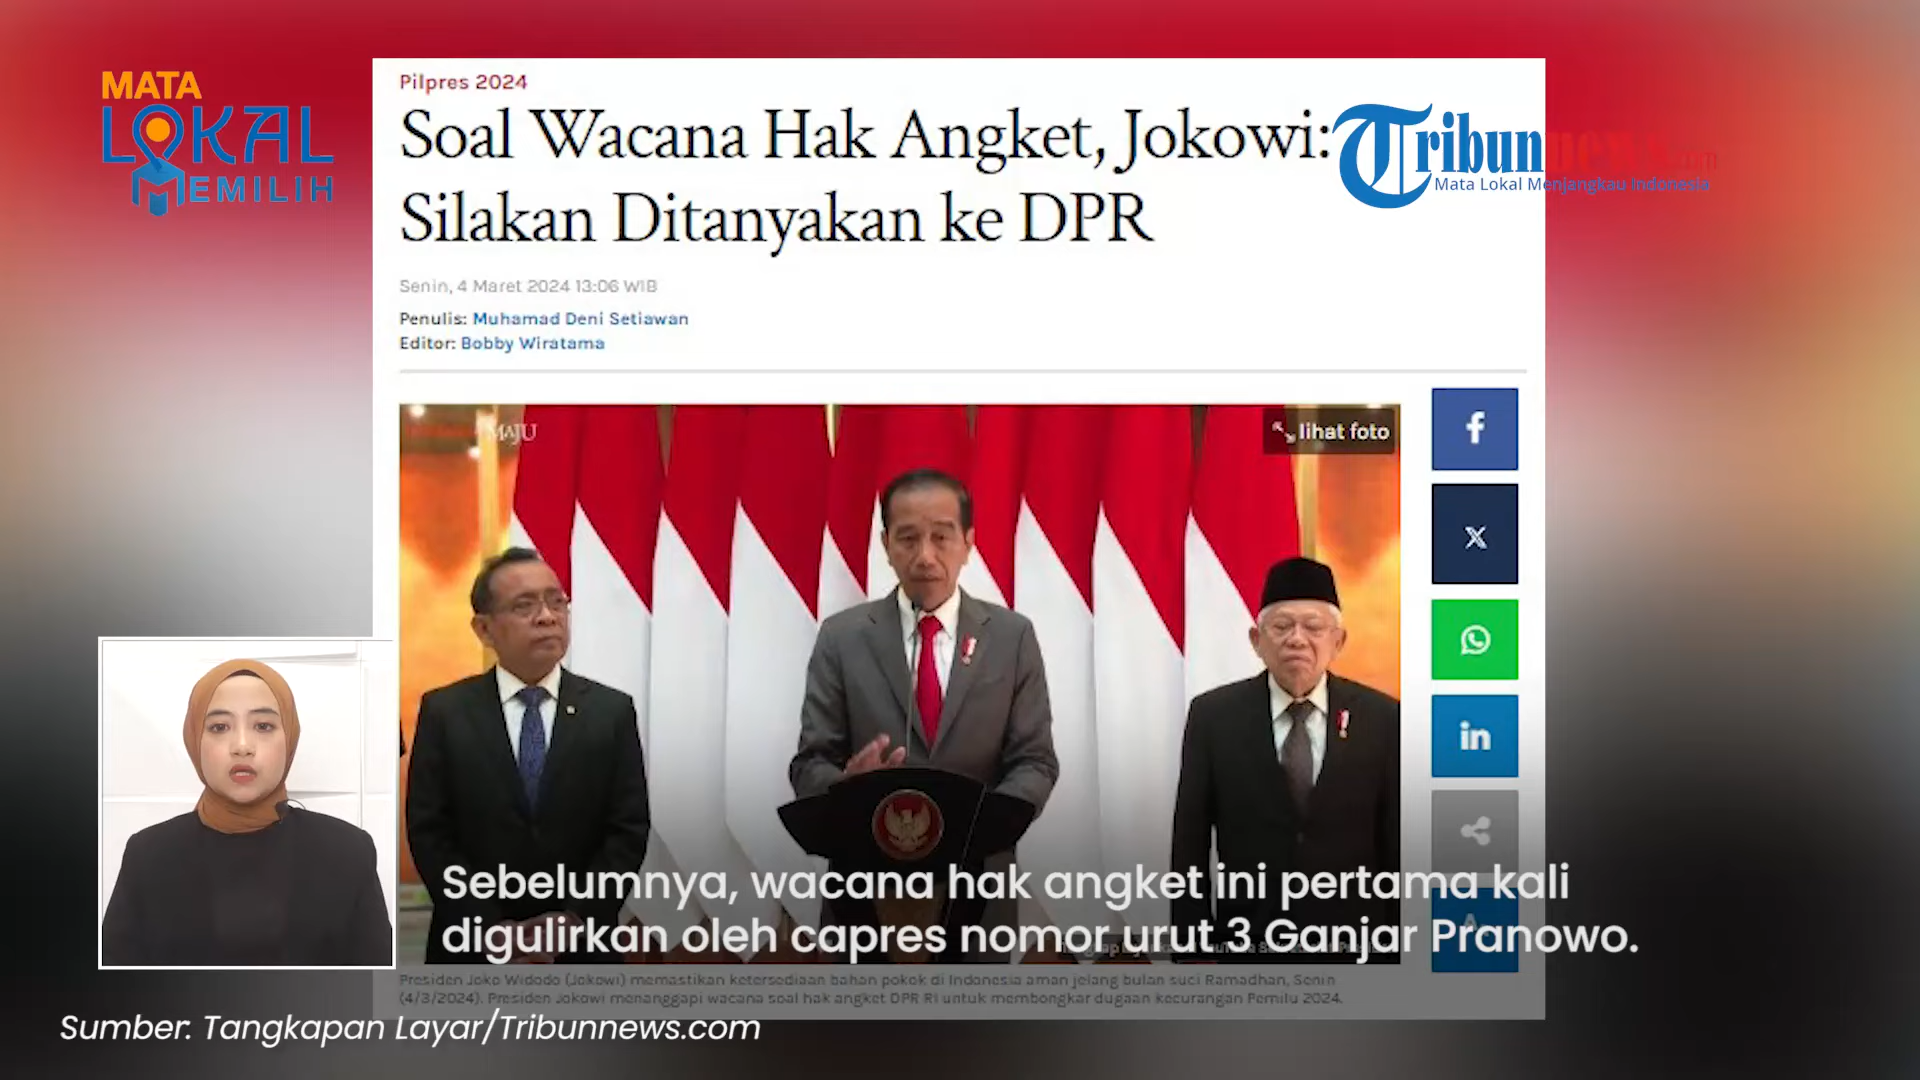 MATA
LOKAL
MEMILIH
Pilpres 2024
Soal Wacana Hak Angket, Jokowi:
Silakan Ditanyakan ke DPR
Tribunnews.com
Mata Lokal Menjangkau Indonesia
Senin, 4 Maret 2024 13:06 WIB
Penulis: Muhamad Deni Setiawan
Editor: Bobby Wiratama
MAJU
lihat foto
f
X
in
Sebelumnya, wacana hak angket ini pertama kali
digulirkan oleh capres nomor urut 3 Ganjar Pranowo.
Presiden Joko Widodo (Jokowi) memastikan ketersediaan bahan pokok di Indonesia aman jelang bulan suci Ramadhan, Senin
(4/3/2024). Presiden Jokowi menanggapi wacana soal hak angket DPR RI untuk membongkar dugaan kecurangan Pemilu 2024.
Sumber: Tangkapan Layar/Tribunnews.com